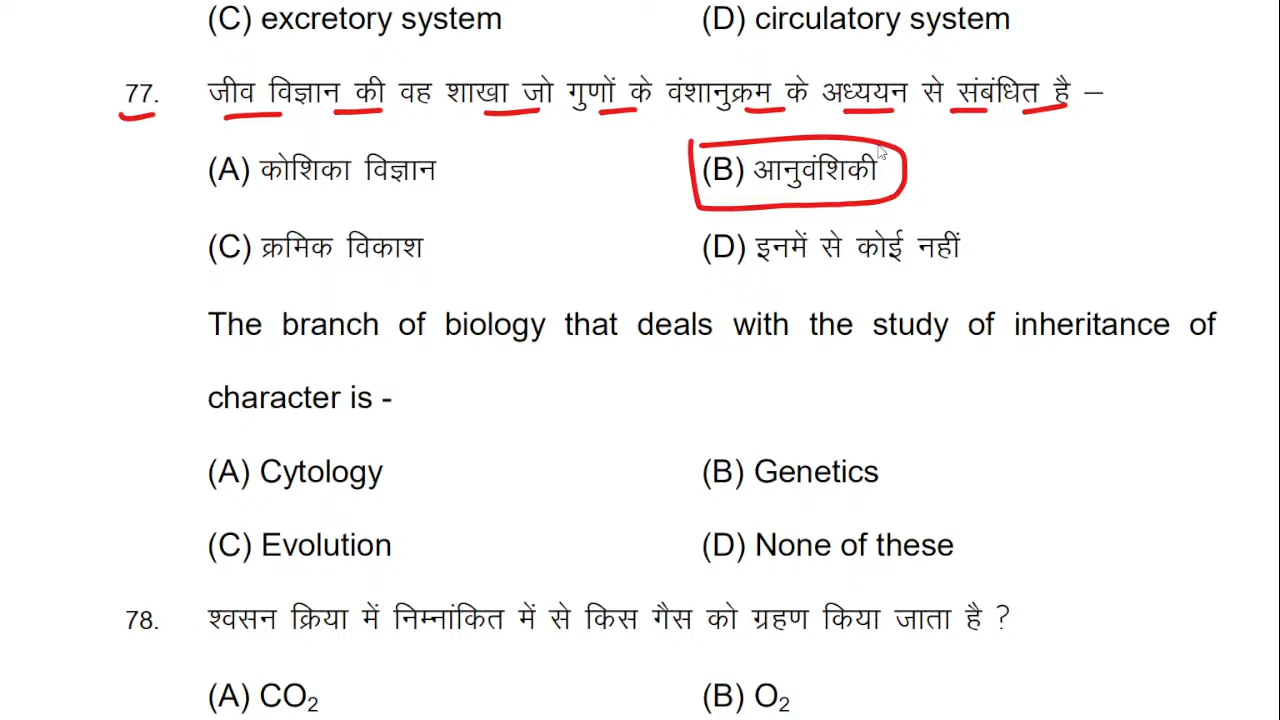 (C) excretory system (D) circulatory system
77. जीव विज्ञान की वह शाखा जो गुणों के वंशानुक्रम के अध्ययन से संबंधित है –
(A) कोशिका विज्ञान (B) आनुवंशिकी
(C) क्रमिक विकाश (D) इनमें से कोई नहीं
The branch of biology that deals with the study of inheritance of
character is -
(A) Cytology (B) Genetics
(C) Evolution (D) None of these
78. श्वसन क्रिया में निम्नांकित में से किस गैस को ग्रहण किया जाता है ?
(A) CO₂ (B) O₂